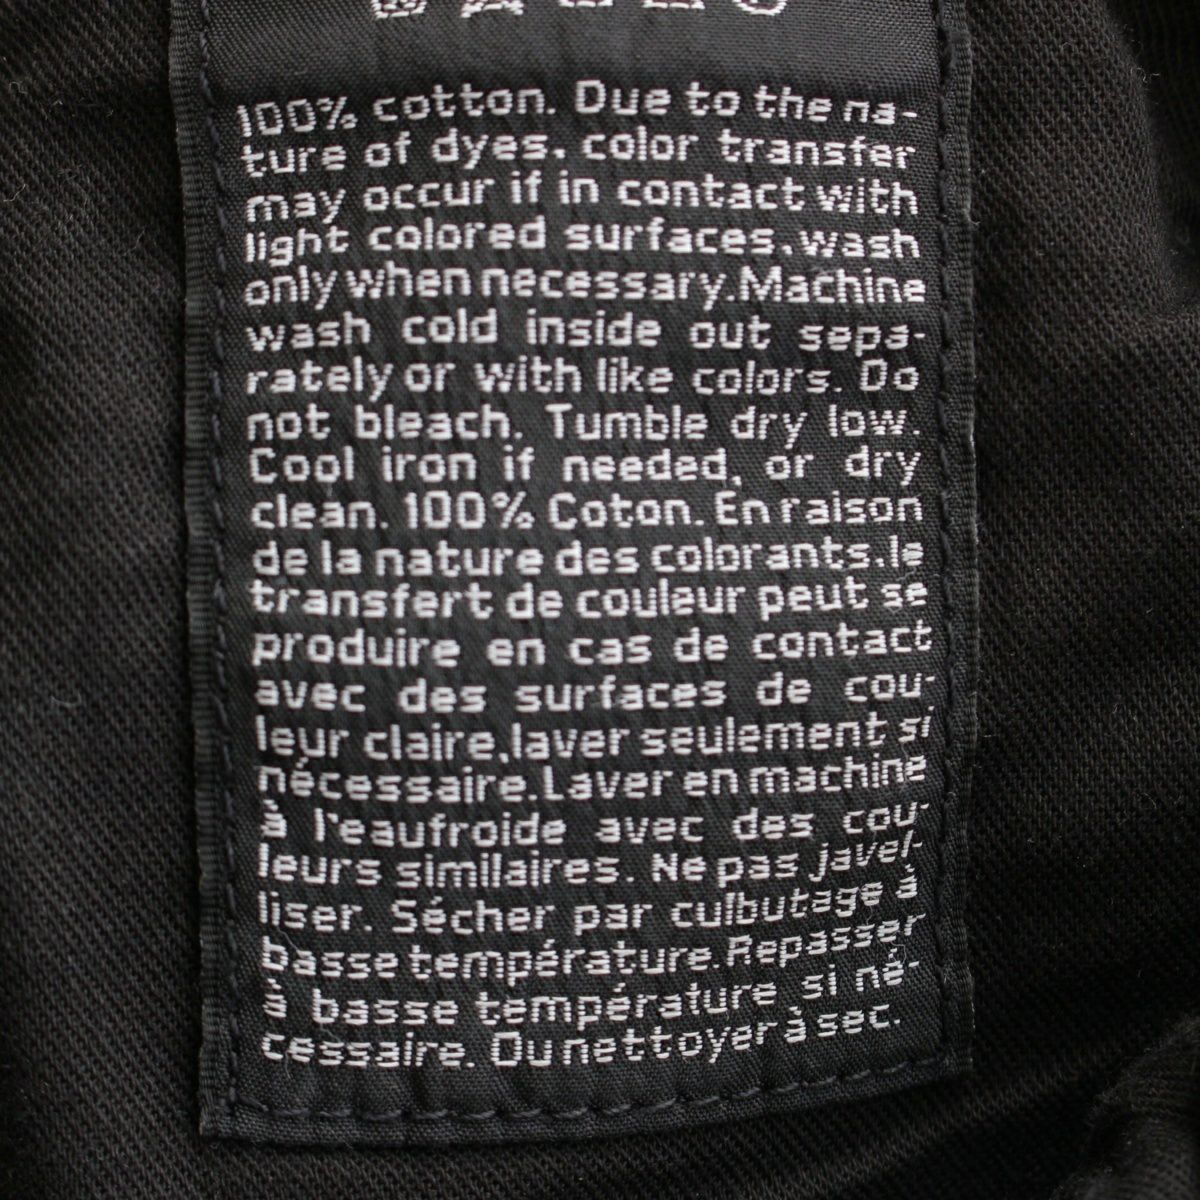 100% cotton. Due to the na-
ture of dyes. color transfer
may occur if in contact with
light colored surfaces.wash
only when necessary.Machine
wash cold inside out sepa-
rately or with like colors. Do
not bleach. Tumble dry low.
Cool iron if needed, or dry
clean. 100% Coton. En raison
de la nature des colorants.le
transfert de couleur peut se
produire en cas de contact
avec des surfaces de cou-
leur claire.laver seulement si
nécessaire.Laver en machine
à l'eaufroide avec des cou-
leurs similaires. Ne pas javel-
liser. Sécher par culbutage à
basse température.Repasser
à basse température si né-
cessaire. Ou nettoyer à sec.